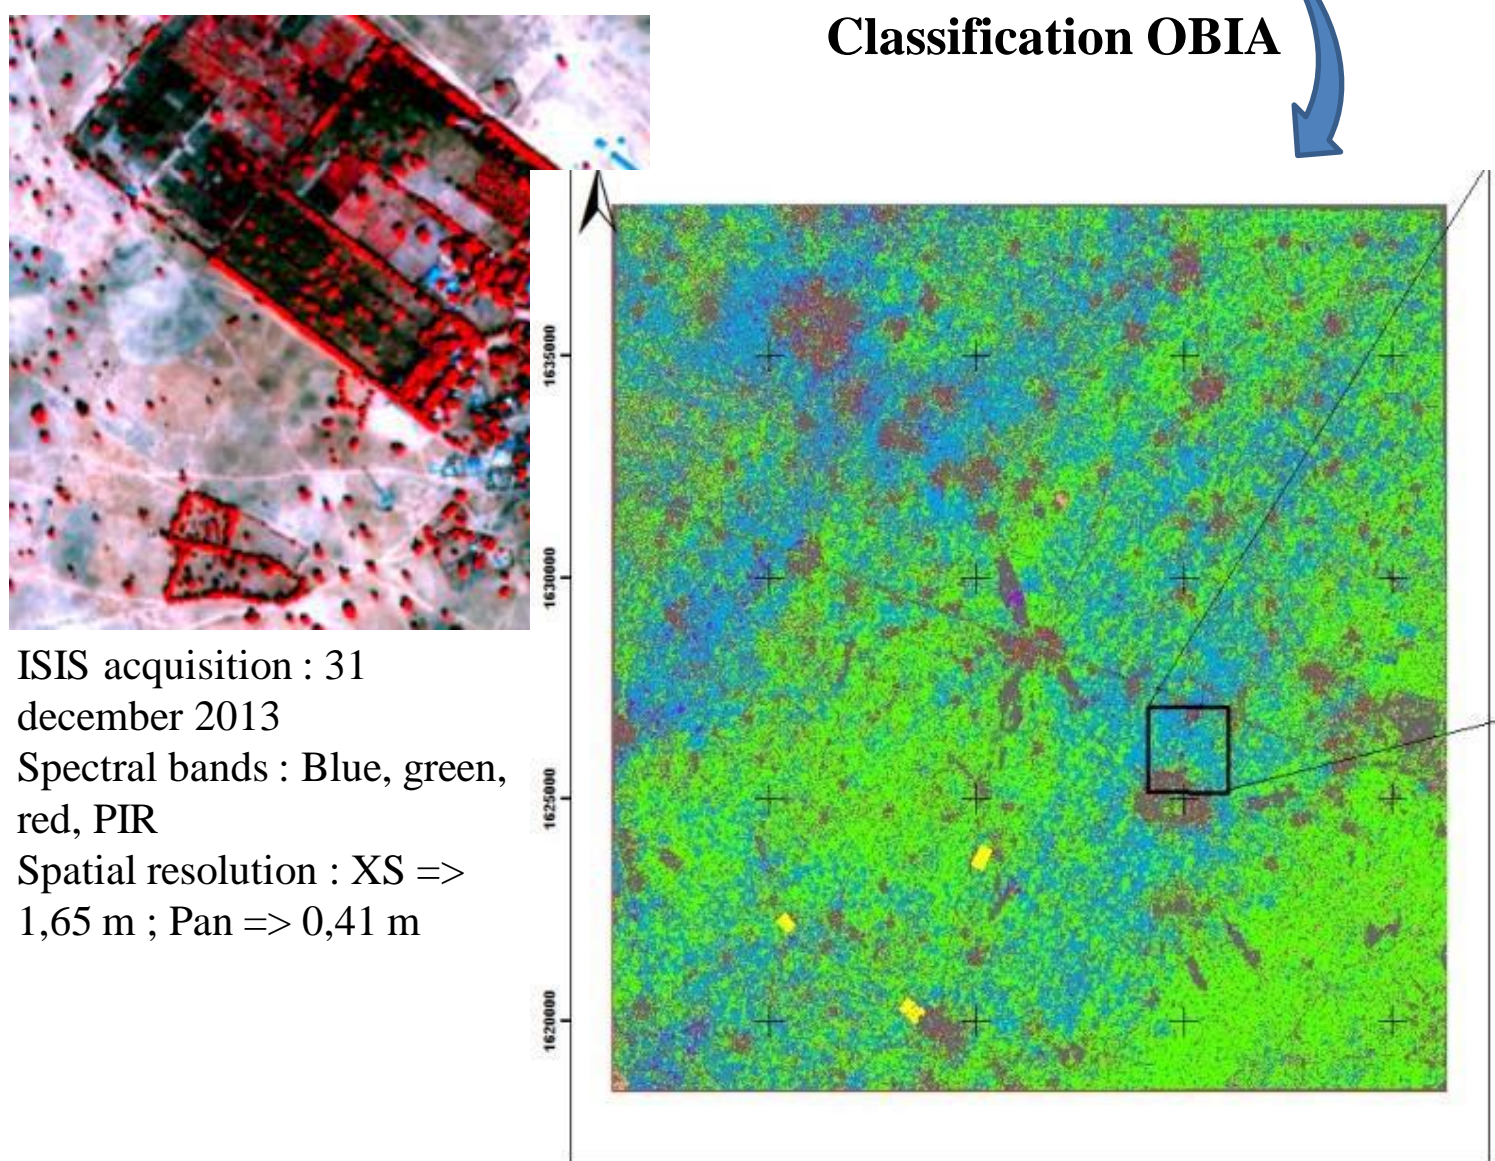 Classification OBIA
ISIS acquisition : 31
december 2013
Spectral bands : Blue, green,
red, PIR
Spatial resolution : XS =>
1,65 m ; Pan => 0,41 m
1635000
1630000
1625000
1620000